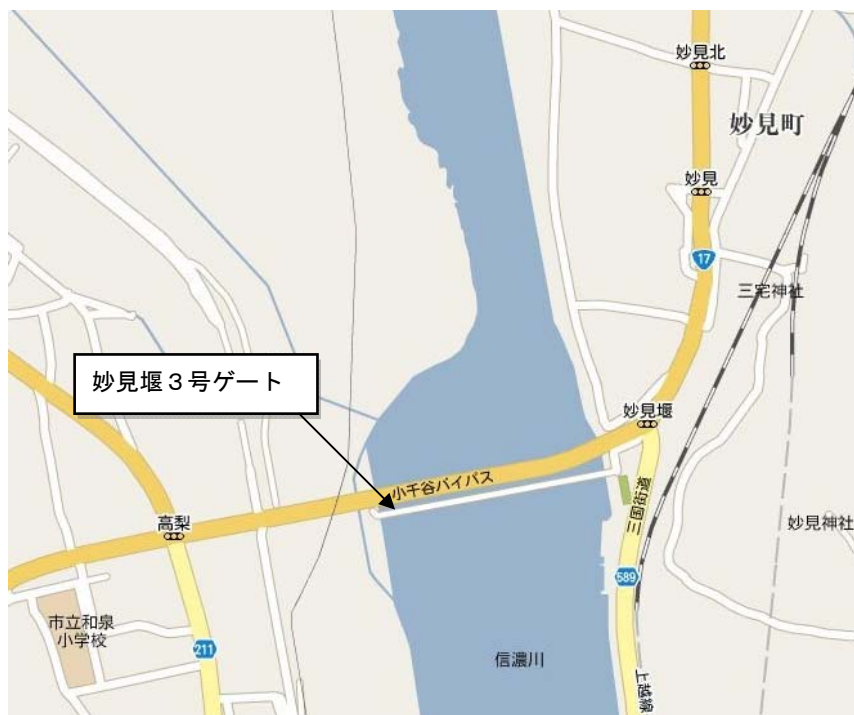 妙見北
妙見町
妙見
17
三宅神社
妙見堰３号ゲート
妙見堰
小千谷バイパス
三国街道
高梨
妙見神社
589
市立和泉
小学校
211
信濃川
上越線